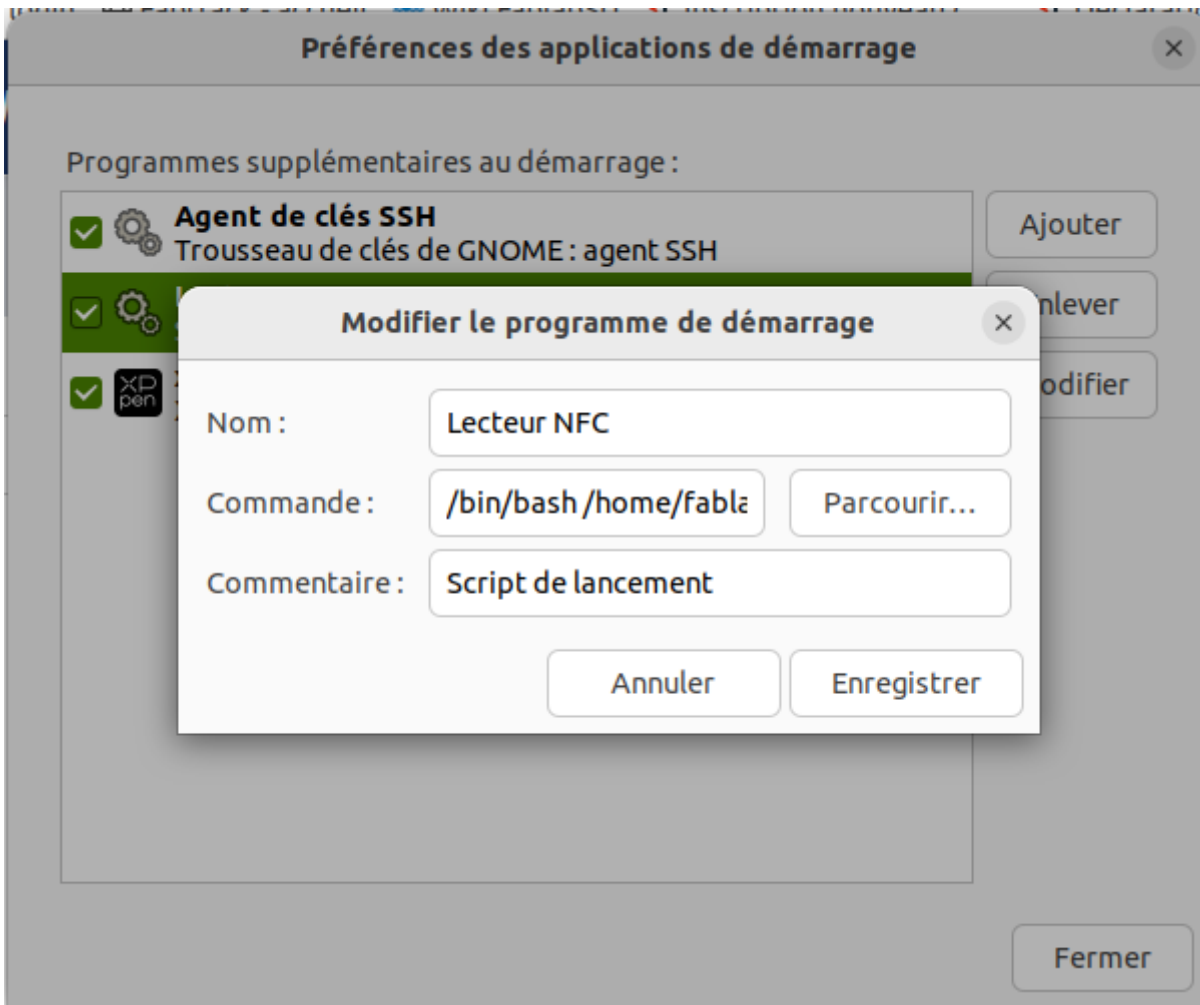 Préférences des applications de démarrage
Programmes supplémentaires au démarrage :
Agent de clés SSH
Trousseau de clés de GNOME : agent SSH
Ajouter
Modifier le programme de démarrage
Nom :
Lecteur NFC
Commande :
/bin/bash /home/fabla
Parcourir...
Commentaire :
Script de lancement
Annuler
Enregistrer
XP
pen
Fermer